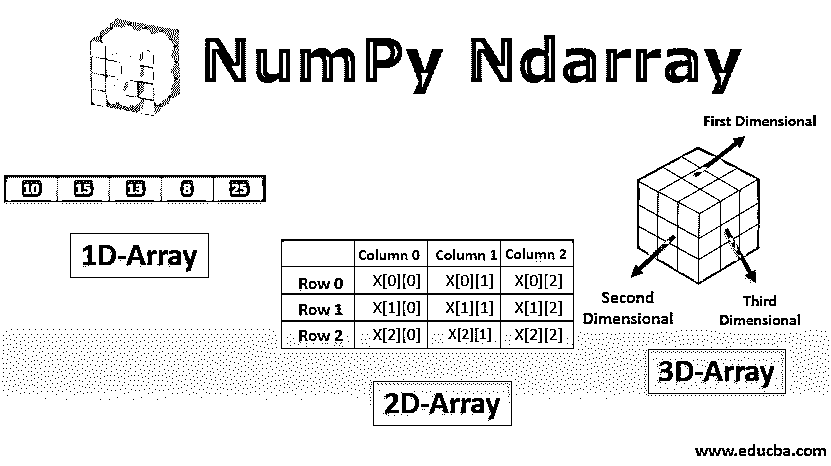 NumPy Ndarray
First Dimensional
10 15 13 8 25
1D-Array
Column 0 Column 1 Column 2
Row 0 X[0][0] X[0][1] X[0][2]
Row 1 X[1][0] X[1][1] X[1][2]
Row 2 X[2][0] X[2][1] X[2][2]
2D-Array
Second
Dimensional
Third
Dimensional
3D-Array
www.educba.com